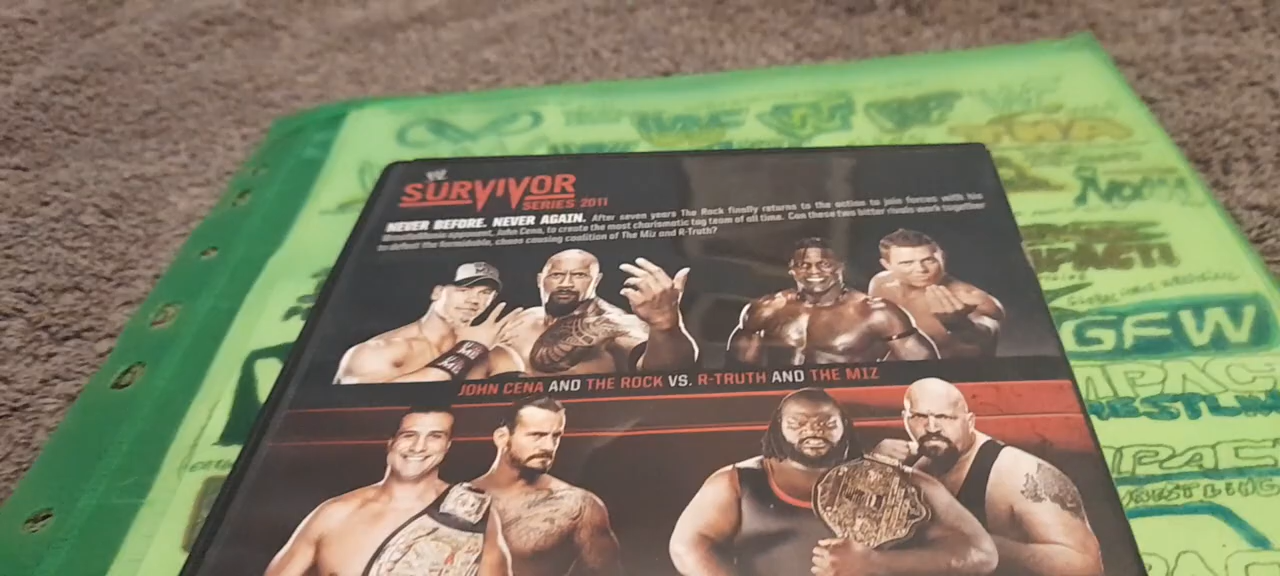 W
SURVIVOR
SERIES 2011
NEVER BEFORE. NEVER AGAIN. After seven years The Rock finally returns to the action to join forces with his
John Cena, to create the most charismatic tag team of all time. Can these two bitter rivals work together
to defeat the formidable, chaos causing coalition of The Miz and R-Truth?
JOHN CENA AND THE ROCK VS. R-TRUTH AND THE MIZ
TNA
GFW
IMPACT
WRESTLING
IMPACT
WRESTLING